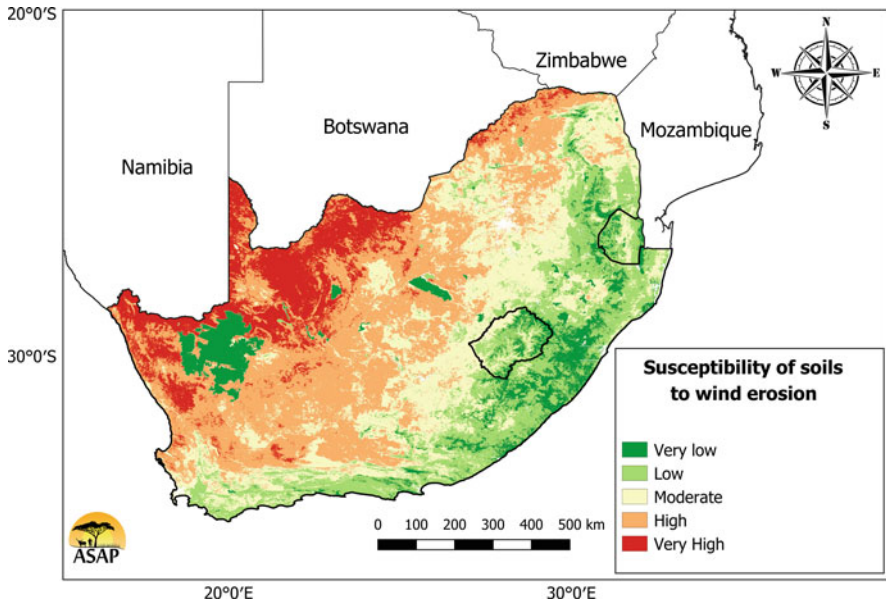 20°0'S
N
W E
S
Zimbabwe
Botswana
Mozambique
Namibia
30°0'S
Susceptibility of soils
to wind erosion
Very low
Low
Moderate
High
Very High
0 100 200 300 400 500 km
ASAP
20°0'E 30°0'E